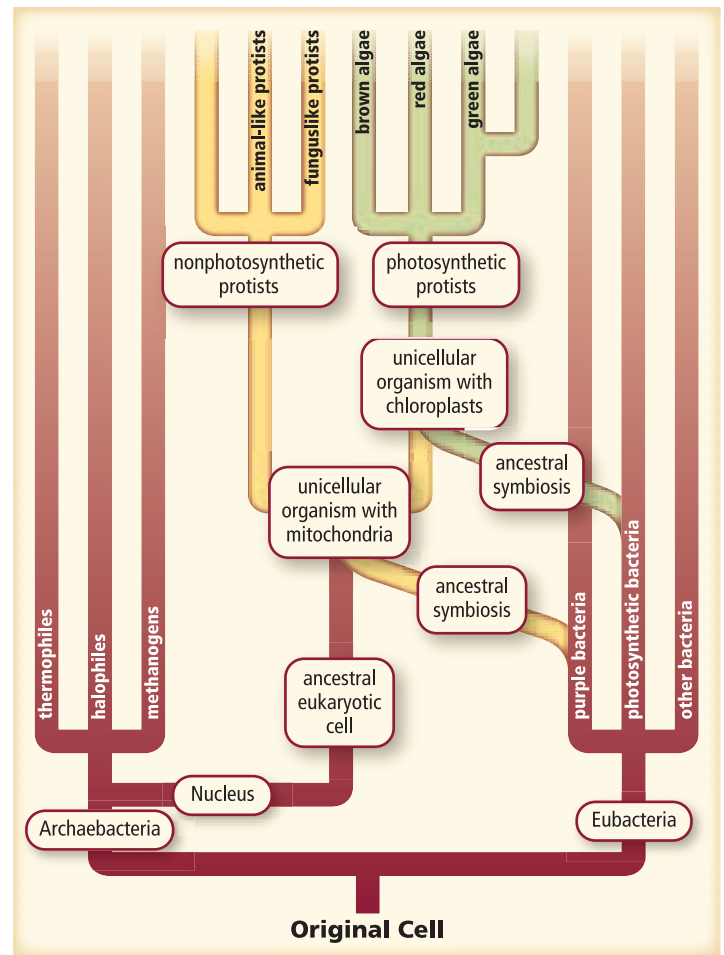 animal-like protists
funguslike protists
brown algae
red algae
green algae
nonphotosynthetic
protists
photosynthetic
protists
unicellular
organism with
chloroplasts
ancestral
symbiosis
unicellular
organism with
mitochondria
ancestral
symbiosis
thermophiles
halophiles
methanogens
ancestral
eukaryotic
cell
purple bacteria
photosynthetic bacteria
other bacteria
Nucleus
Archaebacteria
Eubacteria
Original Cell